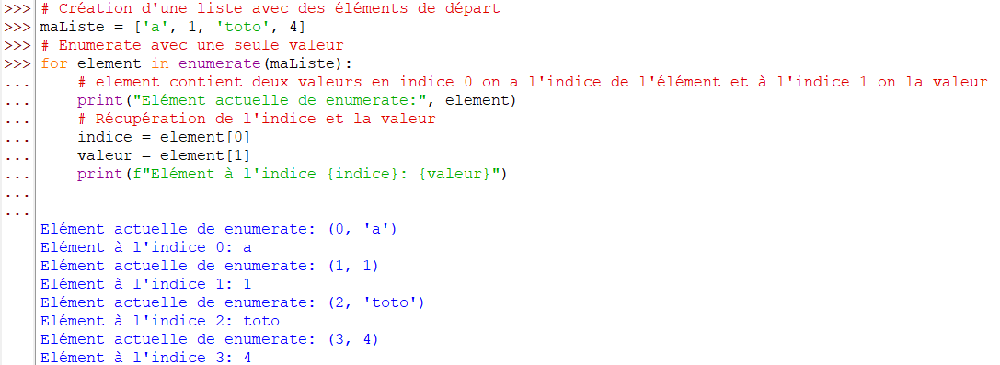 >>> # Création d'une liste avec des éléments de départ
>>> maListe = ['a', 1, 'toto', 4]
>>> # Enumerate avec une seule valeur
>>> for element in enumerate(maListe):
...     # element contient deux valeurs en indice 0 on a l'indice de l'élément et à l'indice 1 on la valeur
...     print("Elément actuelle de enumerate:", element)
...     # Récupération de l'indice et la valeur
...     indice = element[0]
...     valeur = element[1]
...     print(f"Elément à l'indice {indice}: {valeur}")
...
...
Elément actuelle de enumerate: (0, 'a')
Elément à l'indice 0: a
Elément actuelle de enumerate: (1, 1)
Elément à l'indice 1: 1
Elément actuelle de enumerate: (2, 'toto')
Elément à l'indice 2: toto
Elément actuelle de enumerate: (3, 4)
Elément à l'indice 3: 4